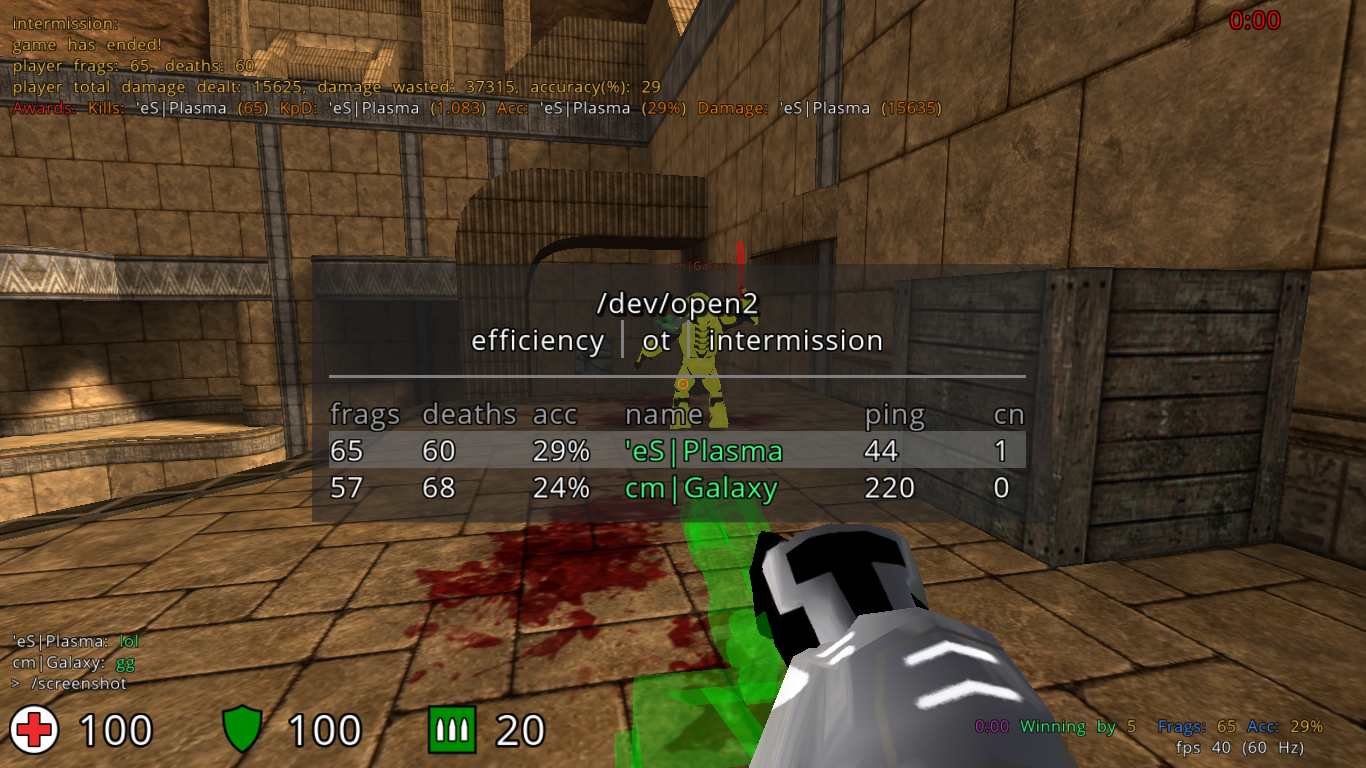 intermission:
game has ended!
player frags: 65, deaths: 60
player total damage dealt: 15625, damage wasted: 37315, accuracy(%): 29
Awards: Kills: 'eS|Plasma (65) KpD: 'eS|Plasma (1.083) Acc: 'eS|Plasma (29%) Damage: 'eS|Plasma (15635)
0:00
cm|Galaxy
/dev/open2
efficiency | ot | intermission
frags deaths acc name ping cn
65 60 29% 'eS|Plasma 44 1
57 68 24% cm|Galaxy 220 0
'eS|Plasma: lol
cm|Galaxy: gg
> /screenshot
100 100 20
0:00 Winning by 5 Frags: 65 Acc: 29%
fps 40 (60 Hz)